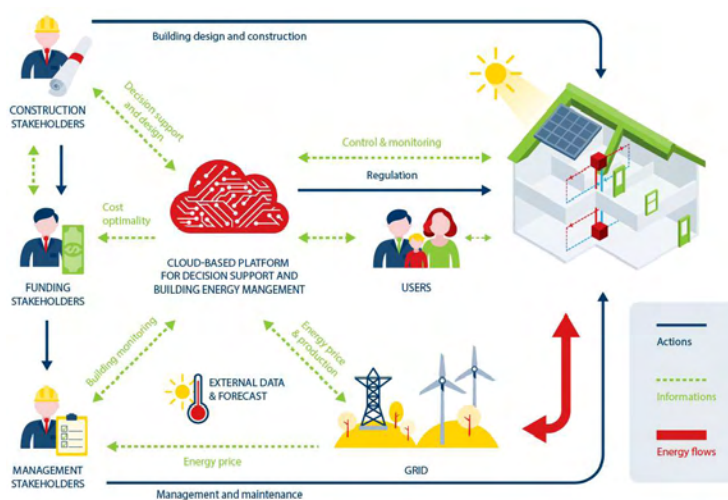 Building design and construction
CONSTRUCTION
STAKEHOLDERS
Decision support
and design
Control & monitoring
Regulation
Cost
optimality
FUNDING
STAKEHOLDERS
CLOUD-BASED PLATFORM
FOR DECISION SUPPORT AND
BUILDING ENERGY MANGEMENT
USERS
Building monitoring
Energy price
& production
EXTERNAL DATA
& FORECAST
Actions
Informations
Energy flows
MANAGEMENT
STAKEHOLDERS
Energy price
GRID
Management and maintenance